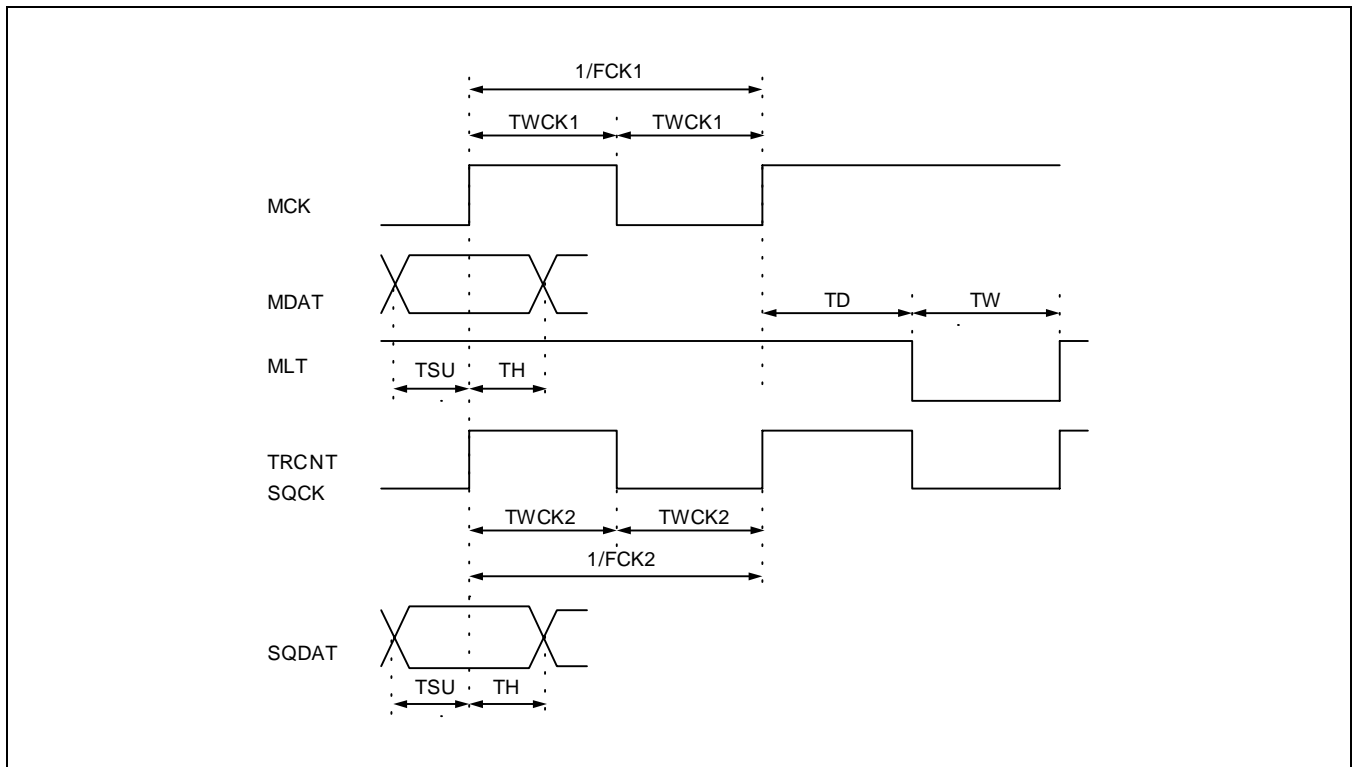 1/FCK1
TWCK1 TWCK1
MCK
MDAT
TD TW
MLT
TSU TH
TRCNT
SQCK
TWCK2 TWCK2
1/FCK2
SQDAT
TSU TH